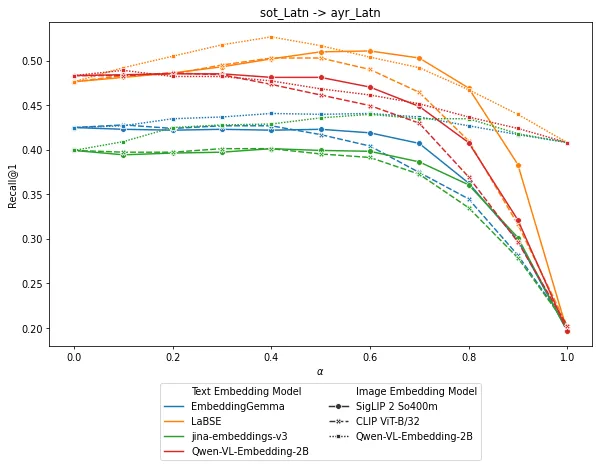 sot_Latn -> ayr_Latn
Recall@1
0.50
0.45
0.40
0.35
0.30
0.25
0.20
0.0 0.2 0.4 0.6 0.8 1.0
α
Text Embedding Model Image Embedding Model
EmbeddingGemma SigLIP 2 So400m
LaBSE CLIP ViT-B/32
jina-embeddings-v3 Qwen-VL-Embedding-2B
Qwen-VL-Embedding-2B